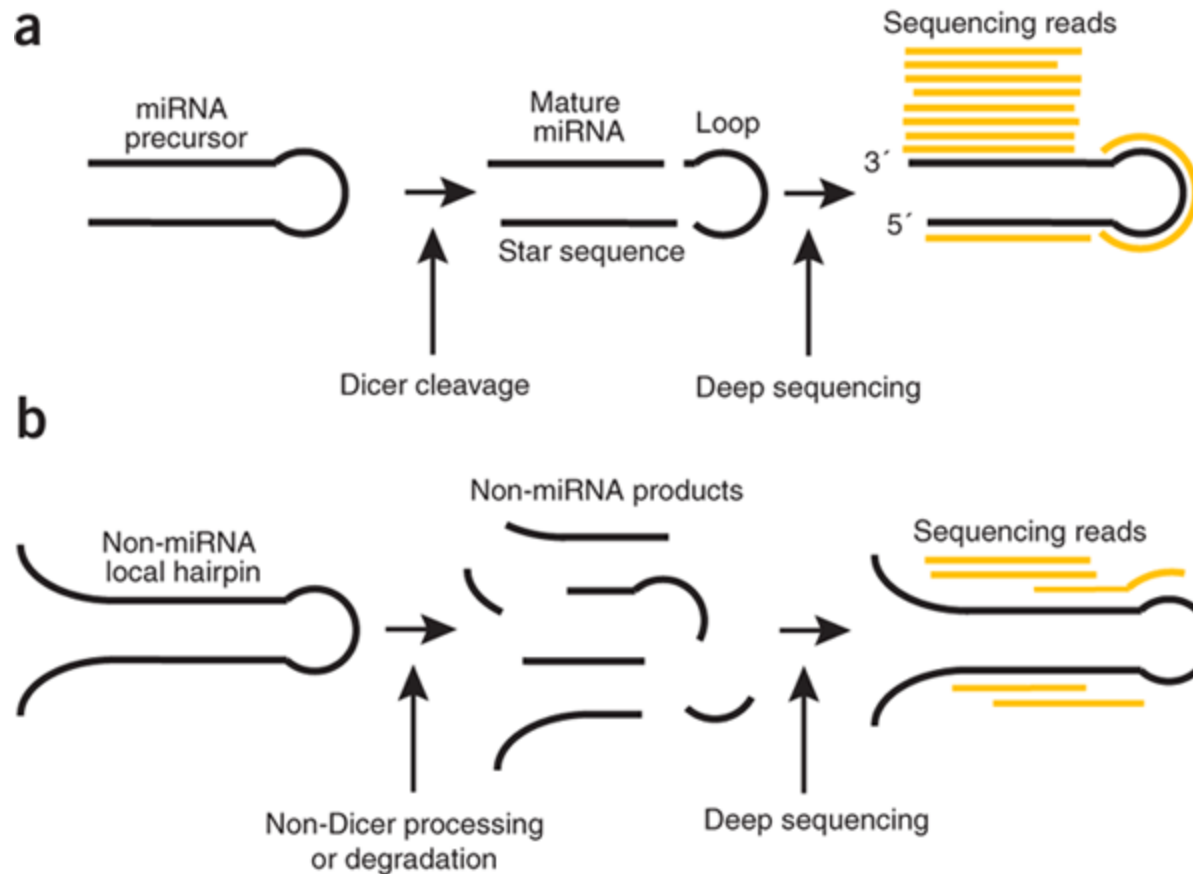 a
miRNA
precursor
Dicer cleavage
Mature
miRNA
Loop
Star sequence
Deep sequencing
Sequencing reads
3´
5´
b
Non-miRNA
local hairpin
Non-Dicer processing
or degradation
Non-miRNA products
Deep sequencing
Sequencing reads